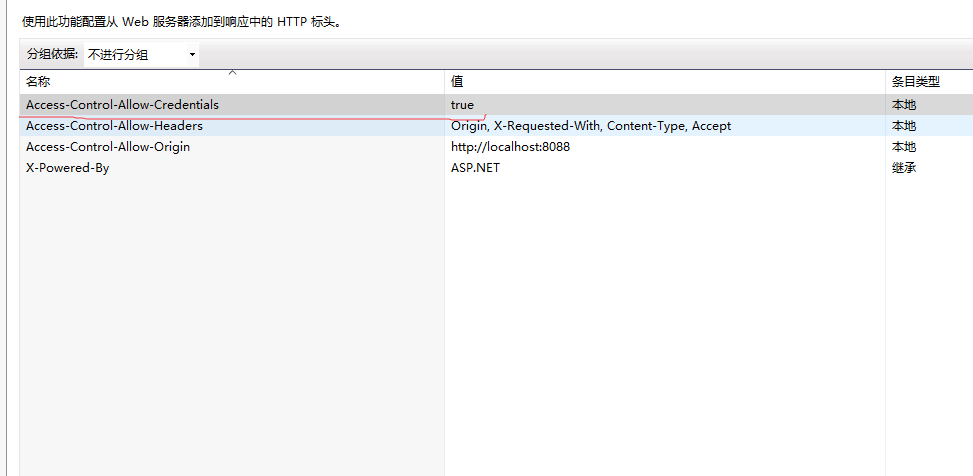 使用此功能配置从 Web 服务器添加到响应中的 HTTP 标头。
分组依据: 不进行分组
名称 值 条目类型
Access-Control-Allow-Credentials true 本地
Access-Control-Allow-Headers Origin, X-Requested-With, Content-Type, Accept 本地
Access-Control-Allow-Origin http://localhost:8088 本地
X-Powered-By ASP.NET 继承